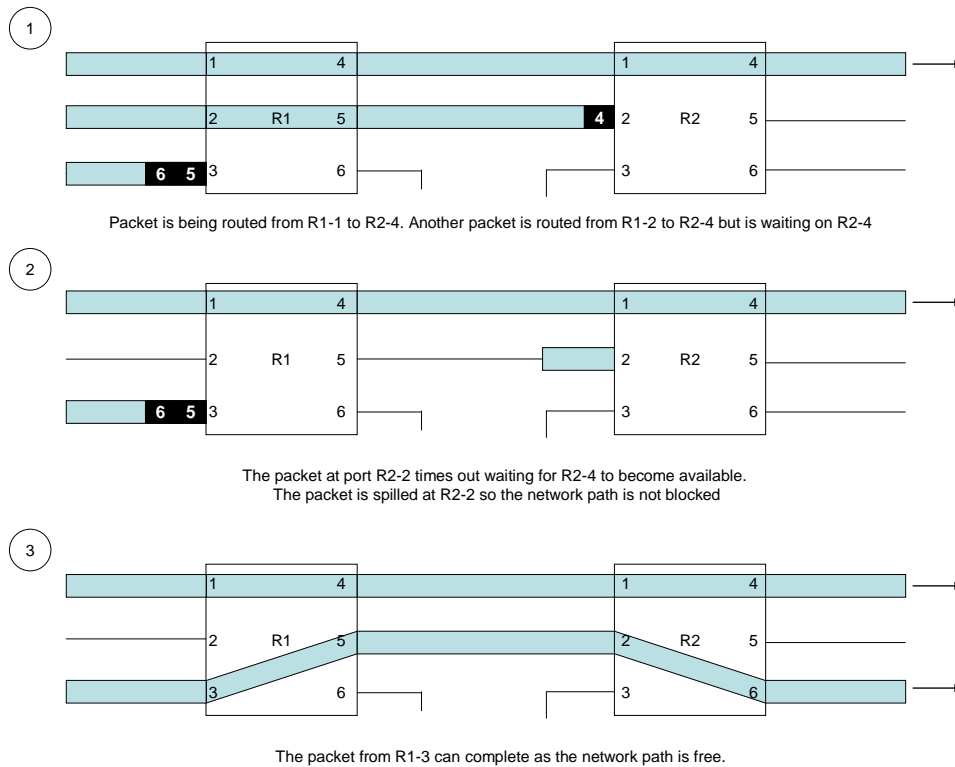 1
1 4 1 4
4
2 R1 5 2 R2 5
6 5 3 6 3 6
Packet is being routed from R1-1 to R2-4. Another packet is routed from R1-2 to R2-4 but is waiting on R2-4
2
1 4 1 4
2 R1 5 2 R2 5
6 5 3 6 3 6
The packet at port R2-2 times out waiting for R2-4 to become available.
The packet is spilled at R2-2 so the network path is not blocked
3
1 4 1 4
2 R1 5 2 R2 5
3 6 3 6
The packet from R1-3 can complete as the network path is free.